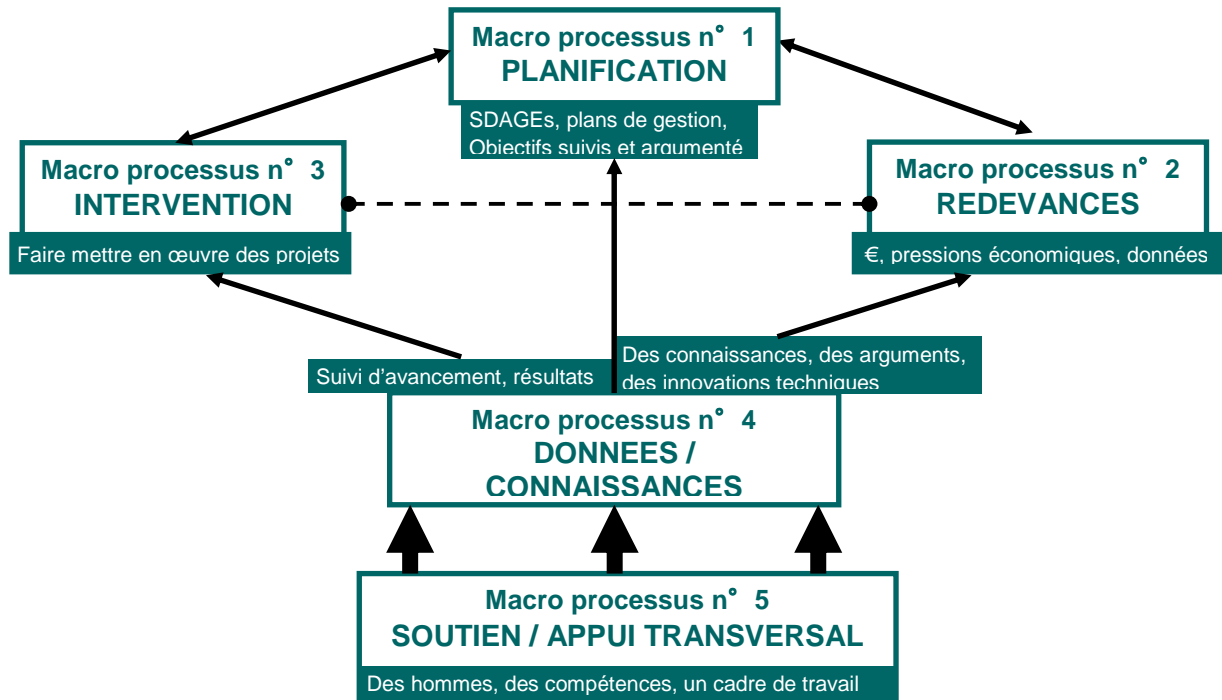 Macro processus n° 1
PLANIFICATION
SDAGEs, plans de gestion,
Objectifs suivis et argumenté
Macro processus n° 3
INTERVENTION
Faire mettre en œuvre des projets
Macro processus n° 2
REDEVANCES
€, pressions économiques, données
Suivi d’avancement, résultats
Des connaissances, des arguments,
des innovations techniques
Macro processus n° 4
DONNEES /
CONNAISSANCES
Macro processus n° 5
SOUTIEN / APPUI TRANSVERSAL
Des hommes, des compétences, un cadre de travail